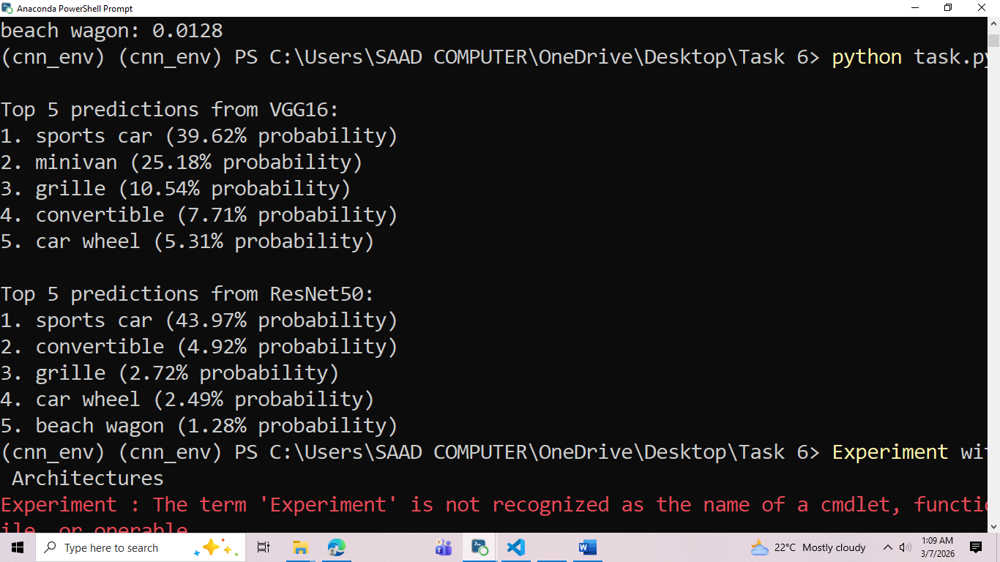 Anaconda PowerShell Prompt
beach wagon: 0.0128
(cnn_env) (cnn_env) PS C:\Users\SAAD COMPUTER\OneDrive\Desktop\Task 6> python task.py
Top 5 predictions from VGG16:
1. sports car (39.62% probability)
2. minivan (25.18% probability)
3. grille (10.54% probability)
4. convertible (7.71% probability)
5. car wheel (5.31% probability)
Top 5 predictions from ResNet50:
1. sports car (43.97% probability)
2. convertible (4.92% probability)
3. grille (2.72% probability)
4. car wheel (2.49% probability)
5. beach wagon (1.28% probability)
(cnn_env) (cnn_env) PS C:\Users\SAAD COMPUTER\OneDrive\Desktop\Task 6> Experiment wit
Architectures
Experiment : The term 'Experiment' is not recognized as the name of a cmdlet, functio
ile, or operable
Type here to search
22°C Mostly cloudy
1:09 AM
3/7/2026